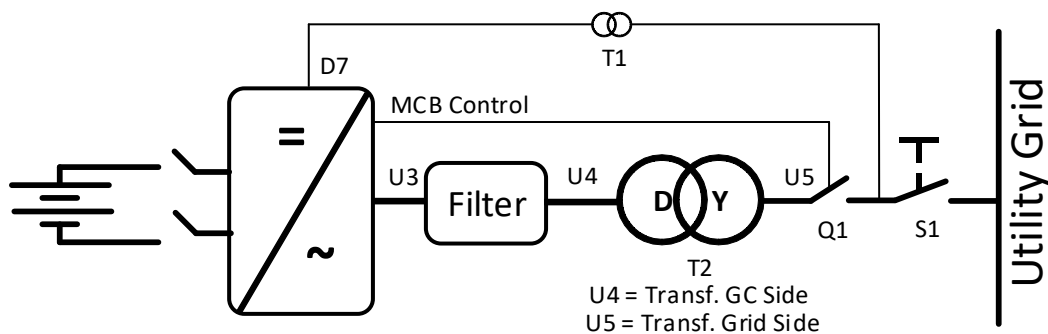 T1
D7
MCB Control
=
~
U3
Filter
U4
D
Y
U5
Q1
S1
T2
U4 = Transf. GC Side
U5 = Transf. Grid Side
Utility Grid